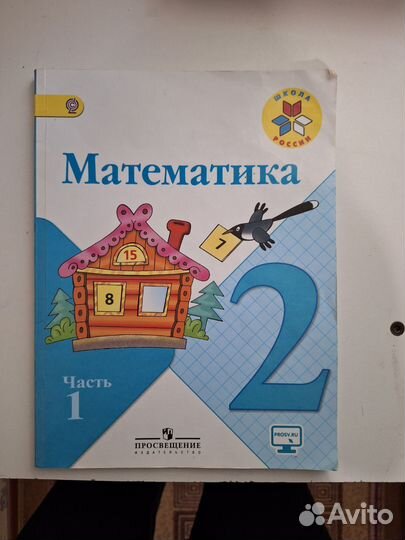 ШКОЛА
РОССИИ
Математика
15
7
8
2
Часть
1
ПРОСВЕЩЕНИЕ
ИЗДАТЕЛЬСТВО
PROSV.RU
Avito